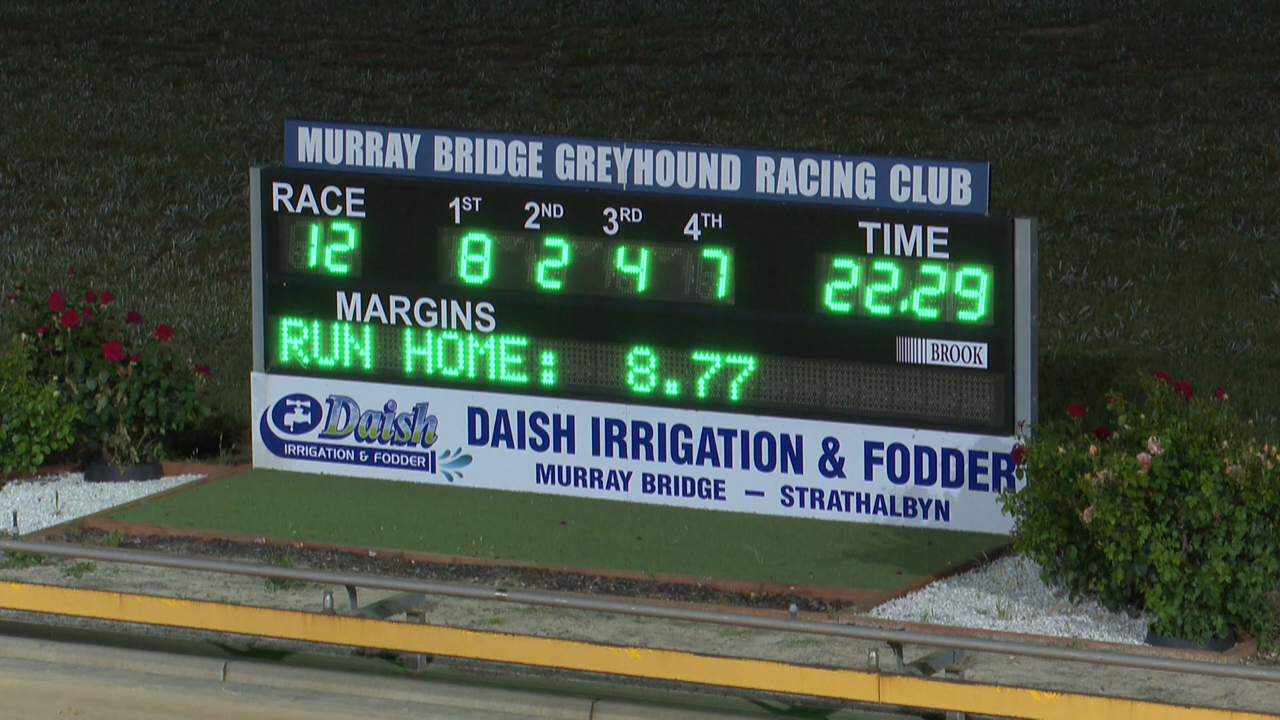 MURRAY BRIDGE GREYHOUND RACING CLUB
RACE 1ST 2ND 3RD 4TH TIME
12 8 2 4 7 22.29
MARGINS
RUN HOME: 8.77
BROOK
Daish
IRRIGATION & FODDER
DAISH IRRIGATION & FODDER
MURRAY BRIDGE — STRATHALBYN